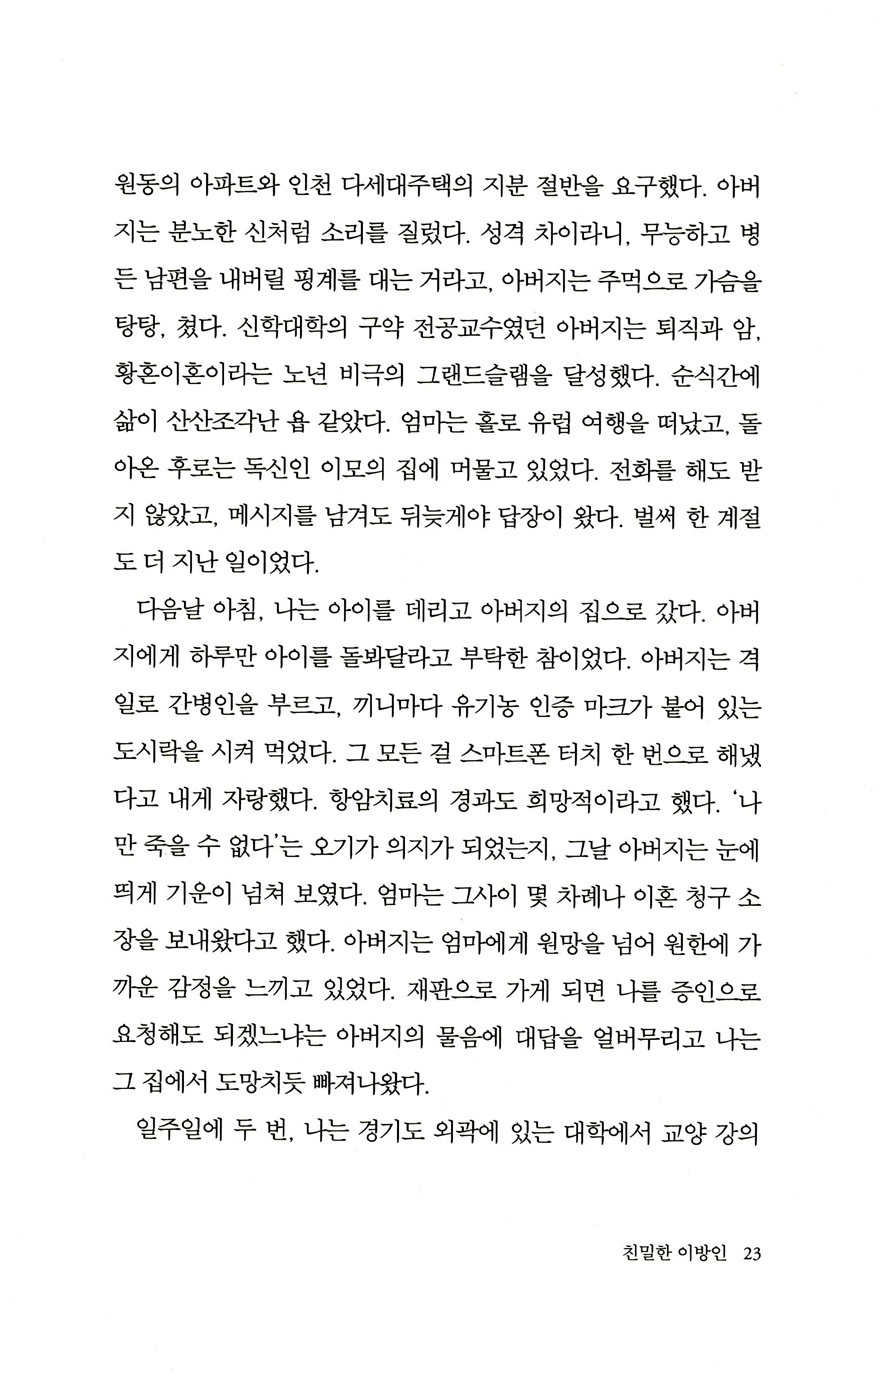 원동의 아파트와 인천 다세대주택의 지분 절반을 요구했다. 아버
지는 분노한 신처럼 소리를 질렀다. 성격 차이라니, 무능하고 병
든 남편을 내버릴 핑계를 대는 거라고, 아버지는 주먹으로 가슴을
탕탕, 쳤다. 신학대학의 구약 전공교수였던 아버지는 퇴직과 암,
황혼이혼이라는 노년 비극의 그랜드슬램을 달성했다. 순식간에
삶이 산산조각난 욥 같았다. 엄마는 홀로 유럽 여행을 떠났고, 돌
아온 후로는 독신인 이모의 집에 머물고 있었다. 전화를 해도 받
지 않았고, 메시지를 남겨도 뒤늦게야 답장이 왔다. 벌써 한 계절
도 더 지난 일이었다.
다음날 아침, 나는 아이를 데리고 아버지의 집으로 갔다. 아버
지에게 하루만 아이를 돌봐달라고 부탁한 참이었다. 아버지는 격
일로 간병인을 부르고, 끼니마다 유기농 인증 마크가 붙어 있는
도시락을 시켜 먹었다. 그 모든 걸 스마트폰 터치 한 번으로 해냈
다고 내게 자랑했다. 항암치료의 경과도 희망적이라고 했다. ‘나
만 죽을 수 없다’는 오기가 의지가 되었는지, 그날 아버지는 눈에
띄게 기운이 넘쳐 보였다. 엄마는 그사이 몇 차례나 이혼 청구 소
장을 보내왔다고 했다. 아버지는 엄마에게 원망을 넘어 원한에 가
까운 감정을 느끼고 있었다. 재판으로 가게 되면 나를 증인으로
요청해도 되겠느냐는 아버지의 물음에 대답을 얼버무리고 나는
그 집에서 도망치듯 빠져나왔다.
일주일에 두 번, 나는 경기도 외곽에 있는 대학에서 교양 강의
친밀한 이방인 23